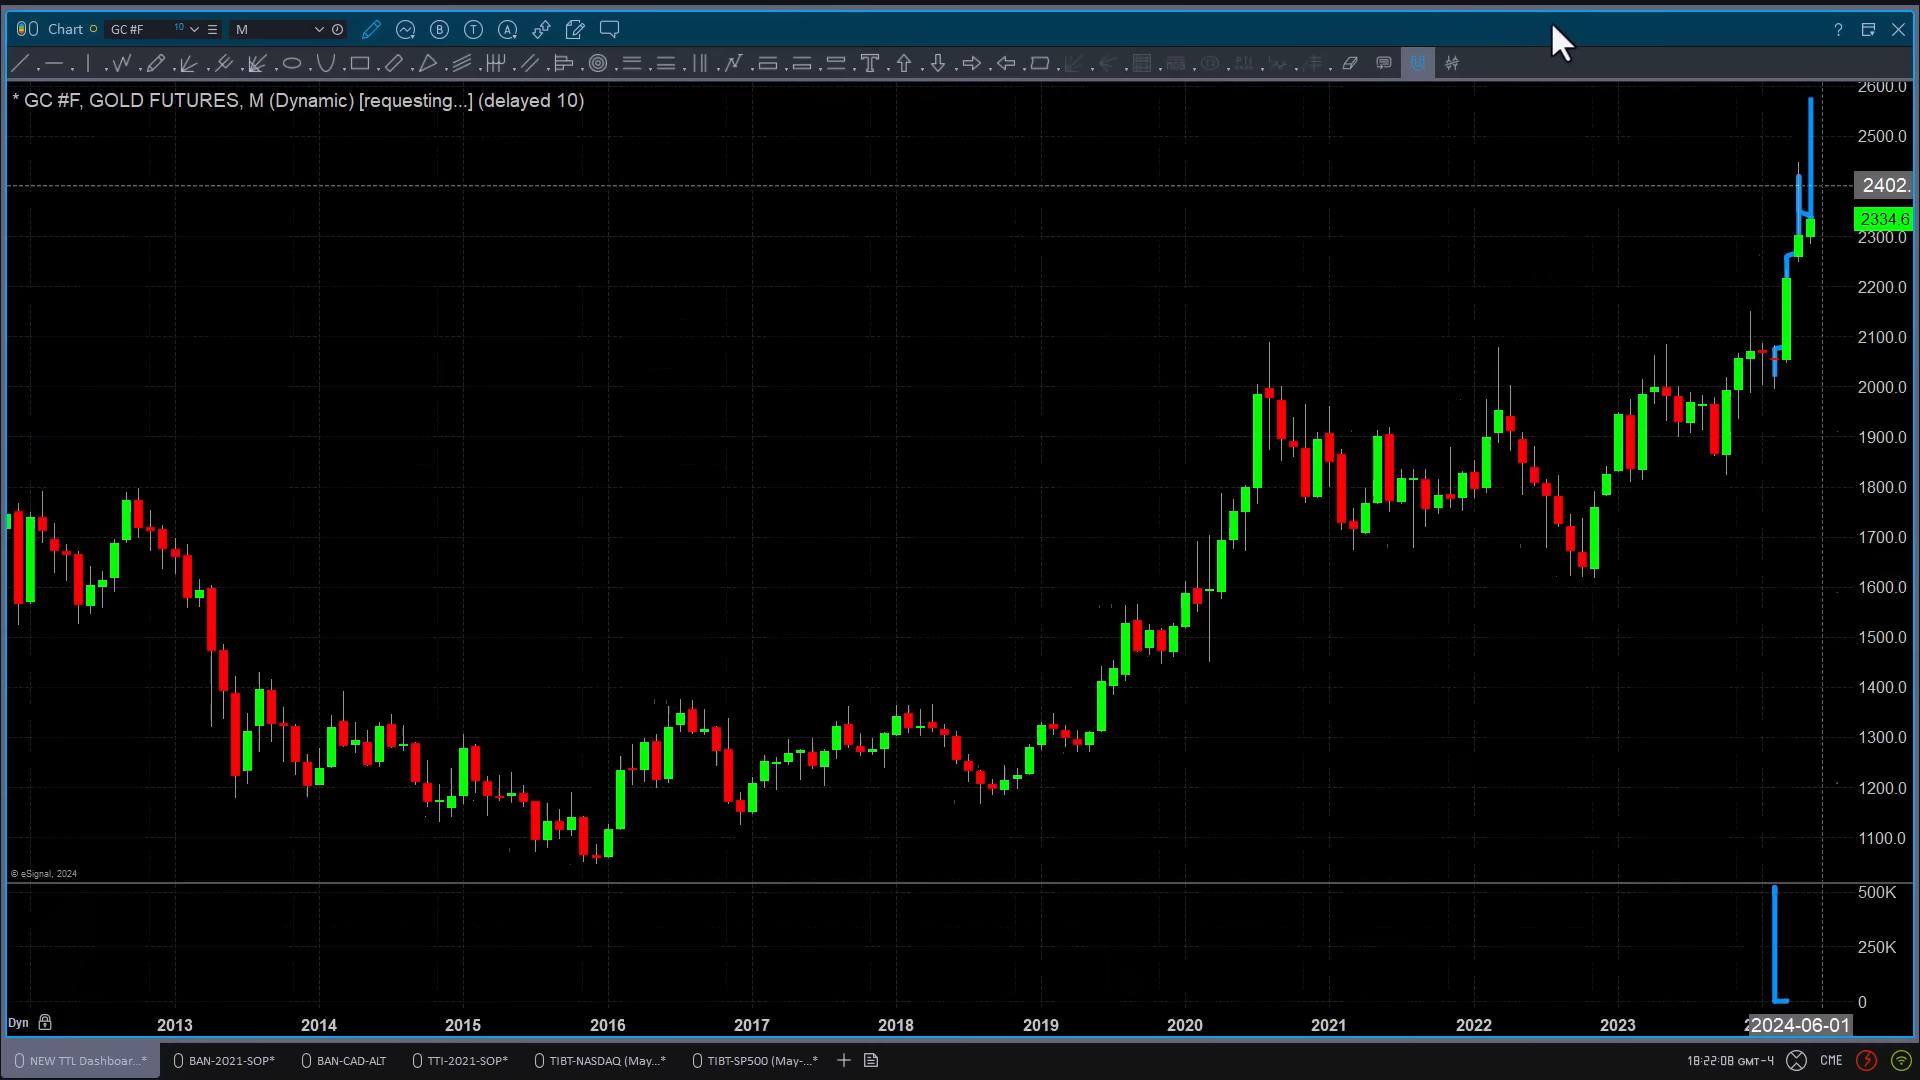 Chart GC #F 10 M
* GC #F, GOLD FUTURES, M (Dynamic) [requesting...] (delayed 10)
2600.0
2500.0
2402.
2334.6
2300.0
2200.0
2100.0
2000.0
1900.0
1800.0
1700.0
1600.0
1500.0
1400.0
1300.0
1200.0
1100.0
© eSignal, 2024
500K
250K
0
Dyn 2013 2014 2015 2016 2017 2018 2019 2020 2021 2022 2023 2024-06-01
NEW TTL Dashboar...* BAN-2021-SOP* BAN-CAD-ALT TTI-2021-SOP* TIBT-NASDAQ (May...* TIBT-SP500 (May-...* 18:22:08 GMT-4 CME